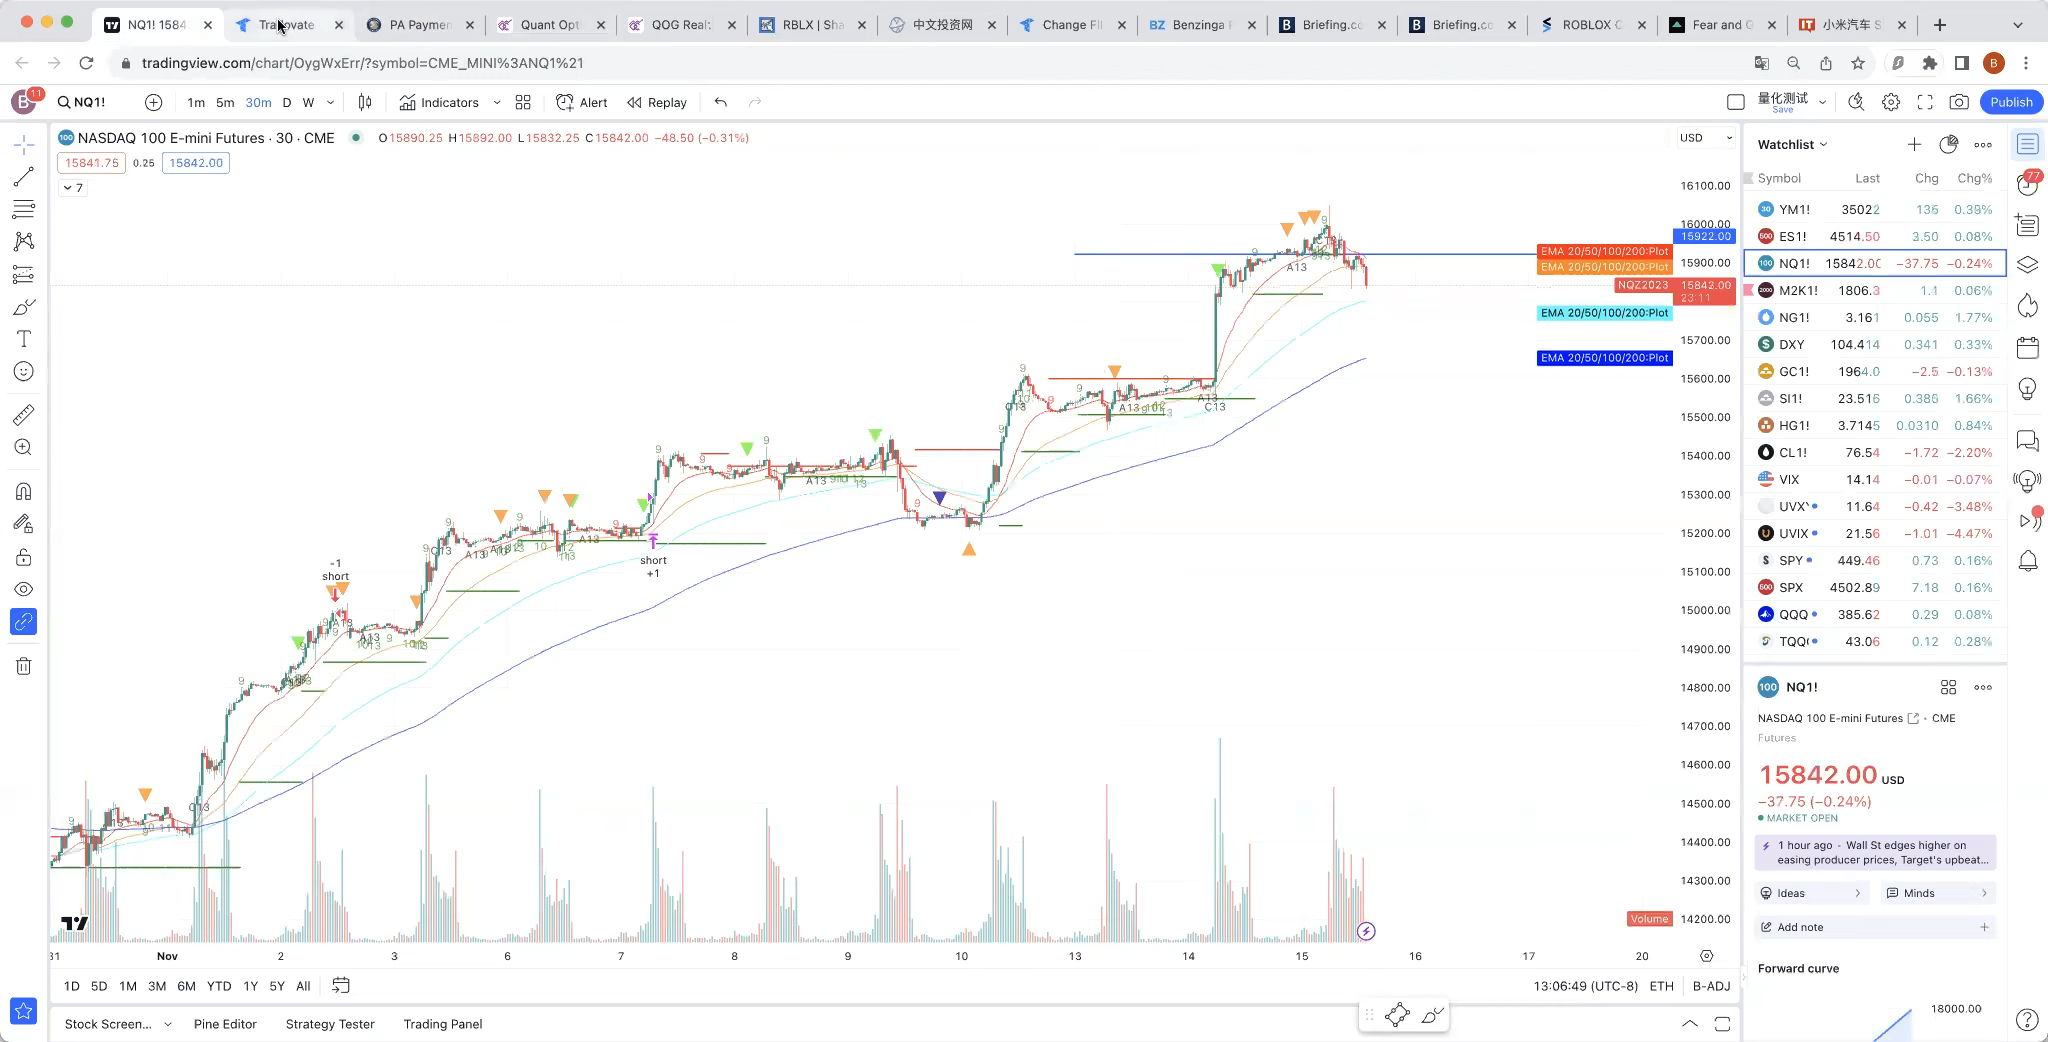 NQ1! 1584
Tradovate
PA Paymen
Quant Opti
QOG Real
RBLX | Sha
中文投资网
Change Fl
Benzinga
Briefing.co
Briefing.co
ROBLOX
Fear and G
小米汽车 S
tradingview.com/chart/OygWxErr/?symbol=CME_MINI%3ANQ1%21
B
B 11
NQ1!
1m 5m 30m D W
Indicators
Alert
Replay
量化测试
Save
Publish
NASDAQ 100 E-mini Futures · 30 · CME
O15890.25 H15892.00 L15832.25 C15842.00 −48.50 (−0.31%)
15841.75 0.25 15842.00
7
USD
16100.00
16000.00
15922.00
15900.00
NQZ2023 15842.00
23:11
15700.00
15600.00
15500.00
15400.00
15300.00
15200.00
15100.00
15000.00
14900.00
14800.00
14700.00
14600.00
14500.00
14400.00
14300.00
14200.00
EMA 20/50/100/200:Plot
EMA 20/50/100/200:Plot
EMA 20/50/100/200:Plot
EMA 20/50/100/200:Plot
Volume
-1
short
short
+1
31 Nov 2 3 6 7 8 9 10 13 14 15 16 17 20
1D 5D 1M 3M 6M YTD 1Y 5Y All
13:06:49 (UTC-8) ETH B-ADJ
Stock Screen... Pine Editor Strategy Tester Trading Panel
Watchlist
Symbol Last Chg Chg%
YM1! 35022 135 0.39%
ES1! 4514.50 3.50 0.08%
NQ1! 15842.00 −37.75 −0.24%
M2K1! 1806.3 1.1 0.06%
NG1! 3.161 0.055 1.77%
DXY 104.414 0.341 0.33%
GC1! 1964.0 −2.5 −0.13%
SI1! 23.516 0.386 1.66%
HG1! 3.7145 0.0310 0.84%
CL1! 76.54 −1.72 −2.20%
VIX 14.14 −0.01 −0.07%
UVXY 11.64 −0.42 −3.48%
UVIX 21.56 −1.01 −4.47%
SPY 449.46 0.73 0.16%
SPX 4502.89 7.18 0.16%
QQQ 385.62 0.29 0.08%
TQQ 43.06 0.12 0.28%
77
NQ1!
NASDAQ 100 E-mini Futures · CME
Futures
15842.00 USD
−37.75 (−0.24%)
MARKET OPEN
1 hour ago · Wall St edges higher on
easing producer prices, Target's upbeat...
Ideas
Minds
Add note
Forward curve
18000.00